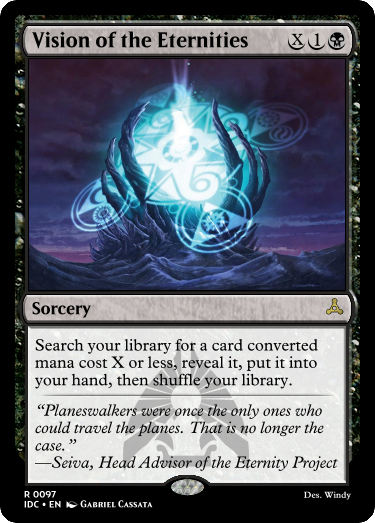 Vision of the Eternities X 1
Sorcery
Search your library for a card converted
mana cost X or less, reveal it, put it into
your hand, then shuffle your library.
“Planeswalkers were once the only ones who
could travel the planes. That is no longer the
case.”
—Seiva, Head Advisor of the Eternity Project
R 0097
IDC • EN Gabriel Cassata
Des. Windy